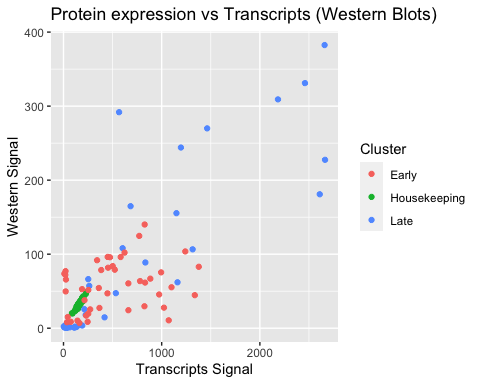 Protein expression vs Transcripts (Western Blots)
400
300
200
100
0
Western Signal
0
1000
2000
Transcripts Signal
Cluster
Early
Housekeeping
Late